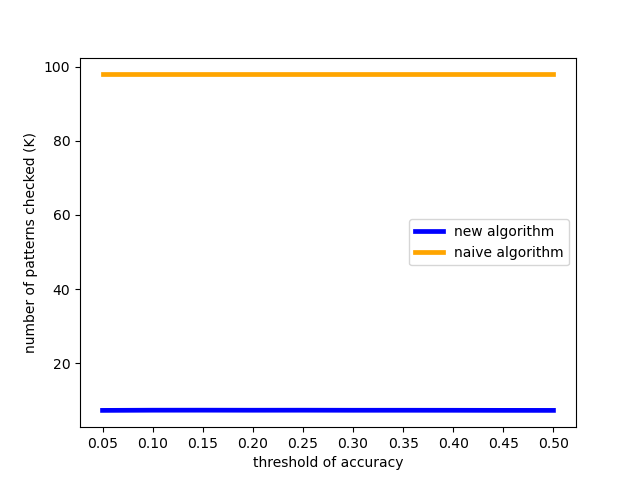 100
80
60
40
20
number of patterns checked (K)
new algorithm
naive algorithm
0.05 0.10 0.15 0.20 0.25 0.30 0.35 0.40 0.45 0.50
threshold of accuracy